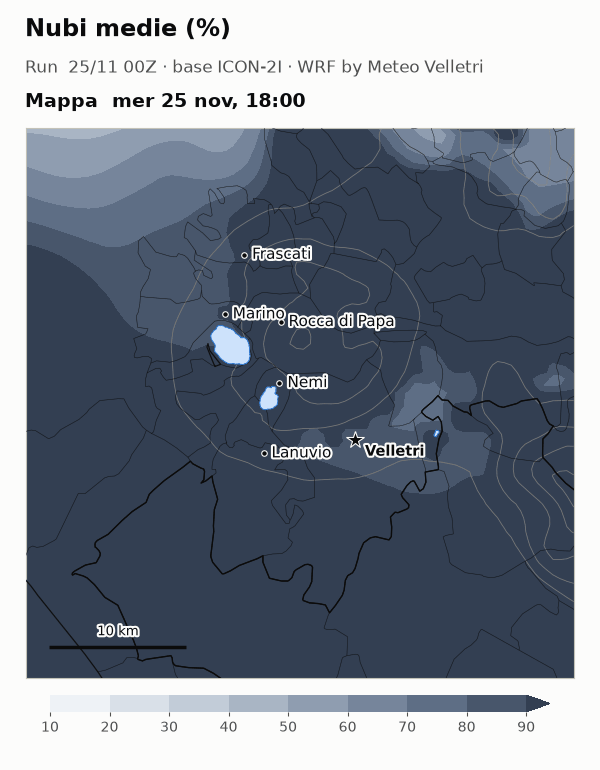 Nubi medie (%)
Run 25/11 00Z · base ICON-2I · WRF by Meteo Velletri
Mappa mer 25 nov, 18:00
Frascati
Marino
Rocca di Papa
Nemi
Velletri
Lanuvio
10 km
10 20 30 40 50 60 70 80 90